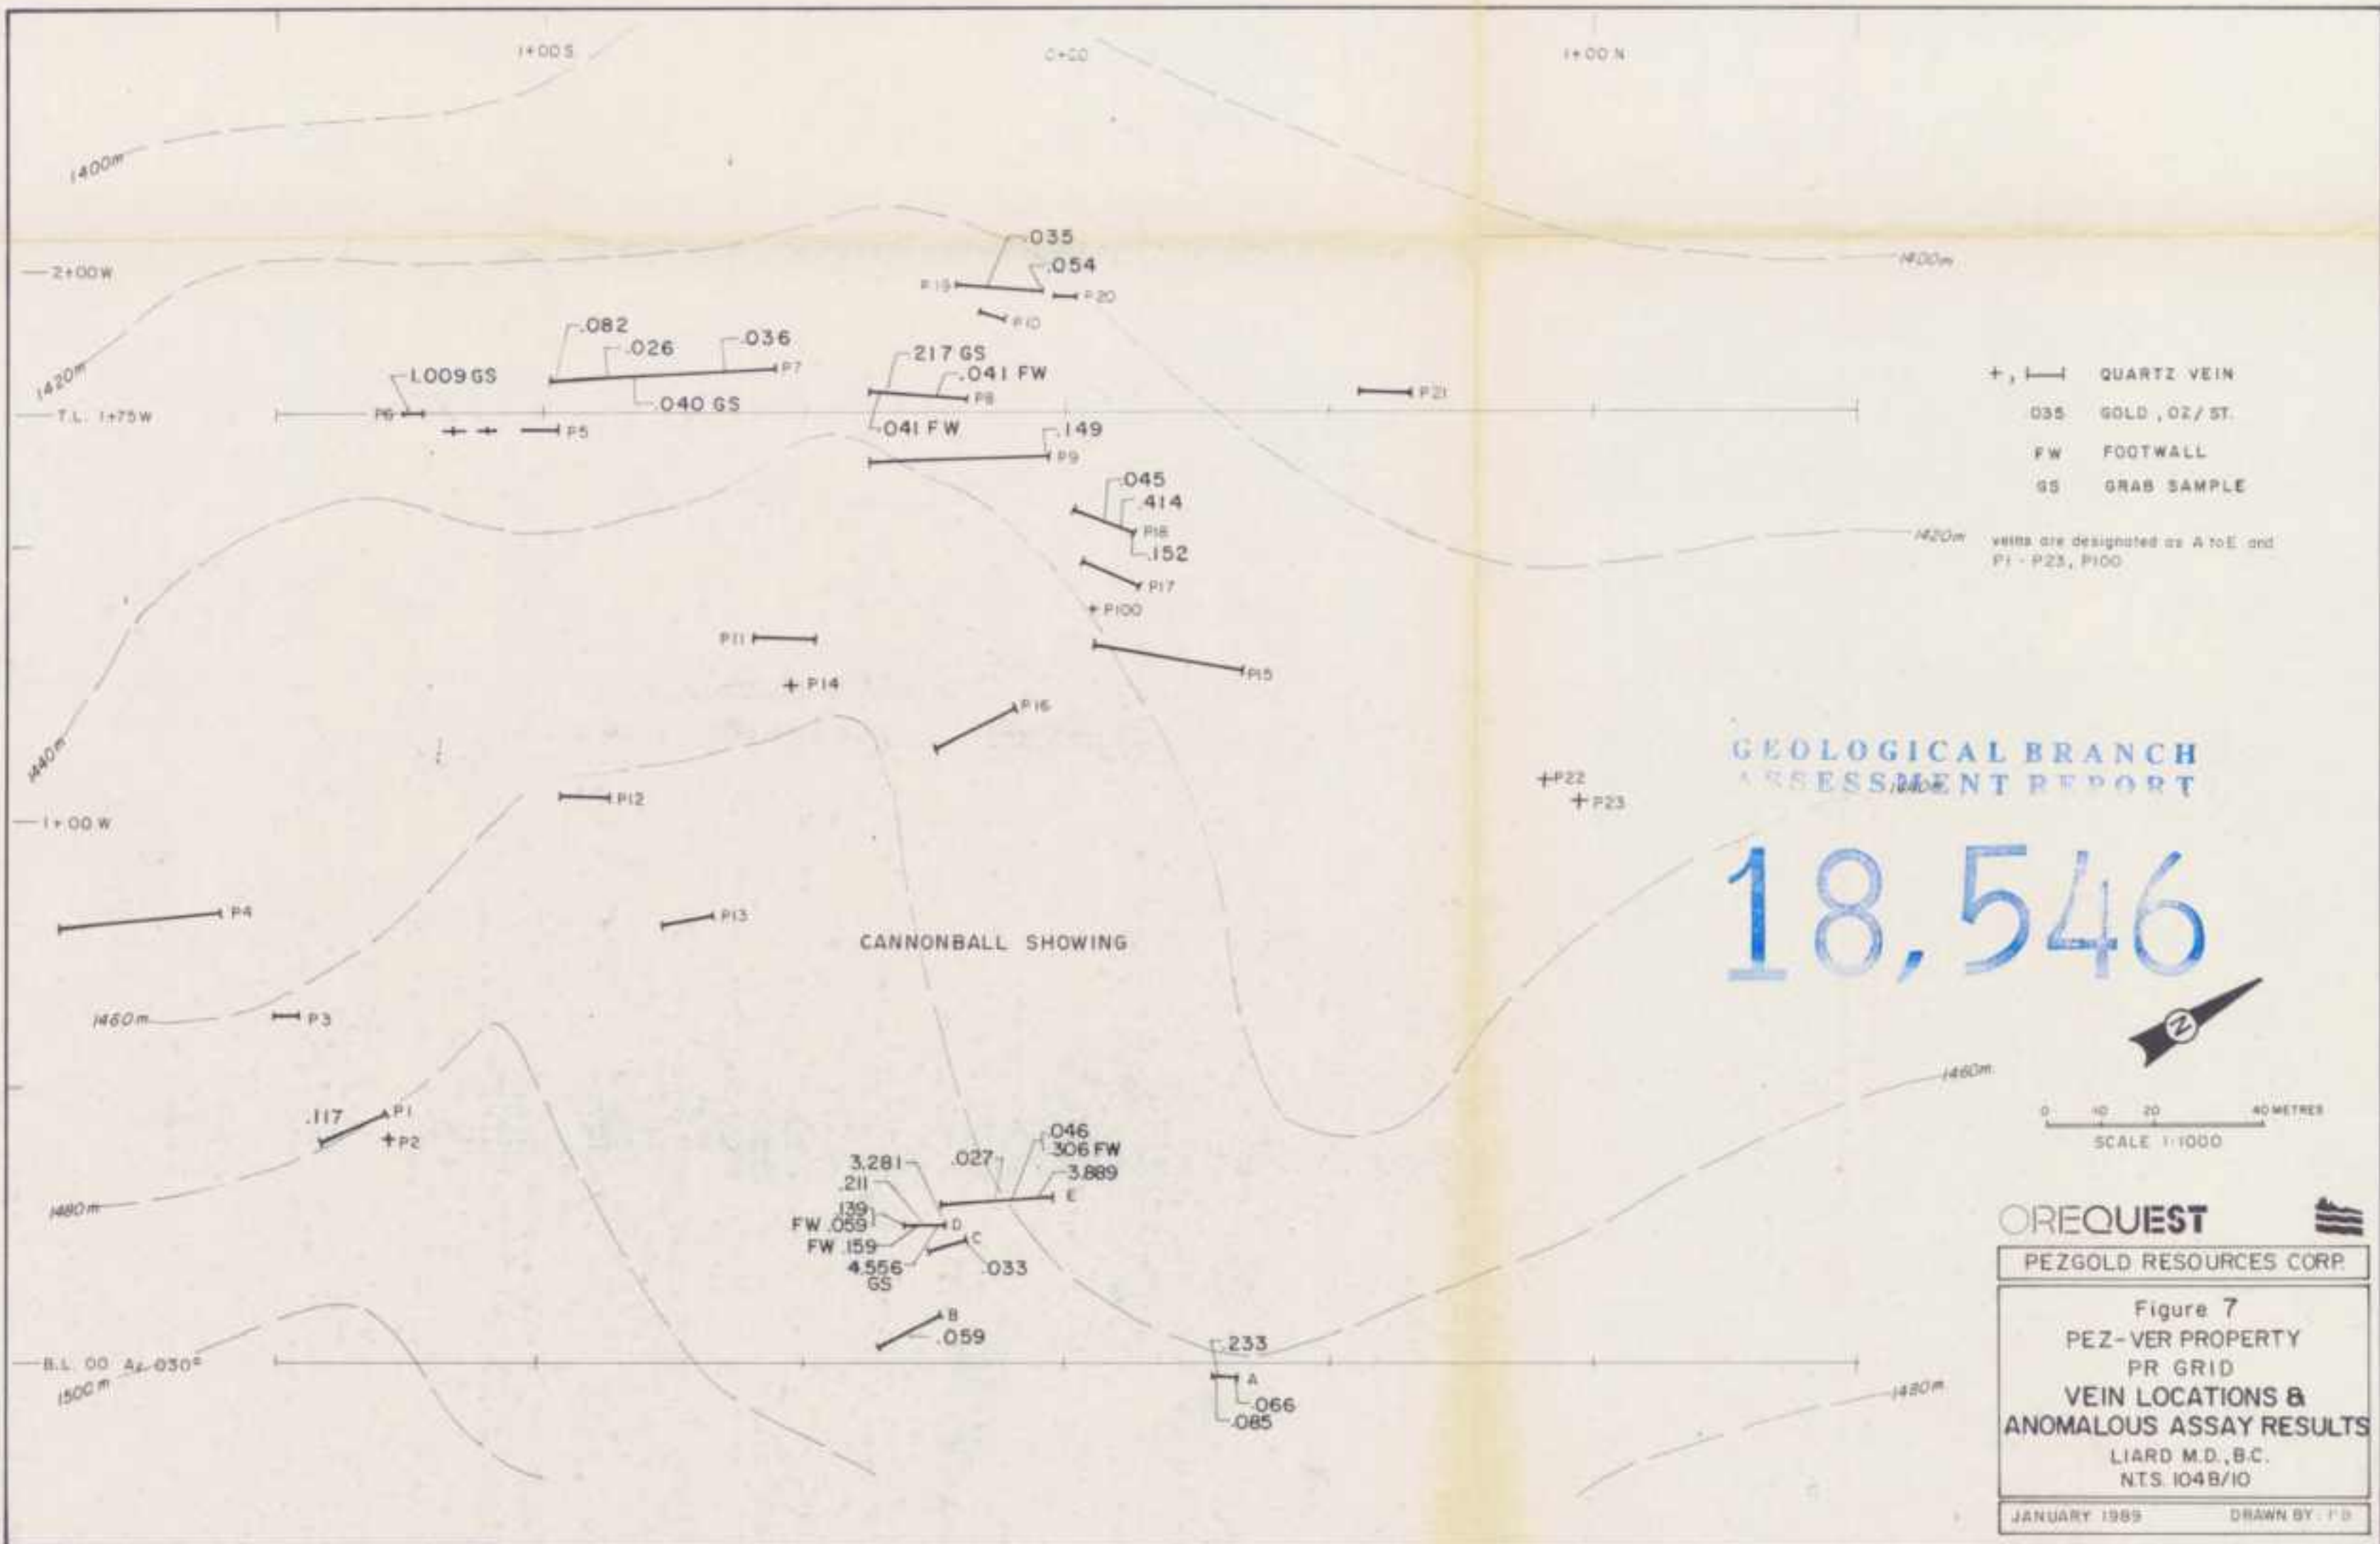 1+00S
0+00
1+00N
1400m
2+00W
.035
.054
P19
P20
P10
1400m
.082
.026
.036
P7
.040 GS
1420m
1.009 GS
P6
T.L. 1+75W
P5
.217 GS
.041 FW
P8
.041 FW
.149
P9
P21
+, QUARTZ VEIN
.035 GOLD, OZ/ST.
FW FOOTWALL
GS GRAB SAMPLE
.045
.414
P18
.152
1420m
veins are designated as A to E and
P1 - P23, P100
P17
P100
P11
P14
P15
P16
1440m
GEOLOGICAL BRANCH
ASSESSMENT REPORT
1440m
P22
P23
P12
1+00W
18,546
P4
P13
CANNONBALL SHOWING
1460m
P3
N
1460m
0 10 20 40 METRES
SCALE 1:1000
.117
P1
P2
.046
.306 FW
3.281
.027
3.889
E
.211
.139
FW .059
D
FW .159
C
4.556
GS
.033
1480m
B
.059
.233
A
.066
.085
B.L. 00 Az. 030°
1500m
1480m
OREQUEST
PEZGOLD RESOURCES CORP.
Figure 7
PEZ-VER PROPERTY
PR GRID
VEIN LOCATIONS &
ANOMALOUS ASSAY RESULTS
LIARD M.D., B.C.
N.T.S. 104B/10
JANUARY 1989
DRAWN BY: